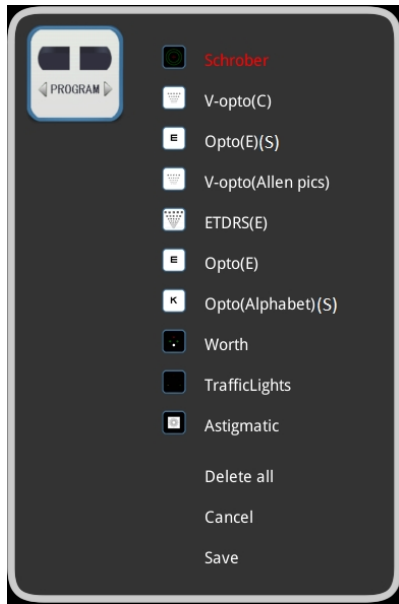 PROGRAM
Schrober
V-opto(C)
E
Opto(E)(S)
V-opto(Allen pics)
ETDRS(E)
E
Opto(E)
K
Opto(Alphabet)(S)
Worth
TrafficLights
Astigmatic
Delete all
Cancel
Save